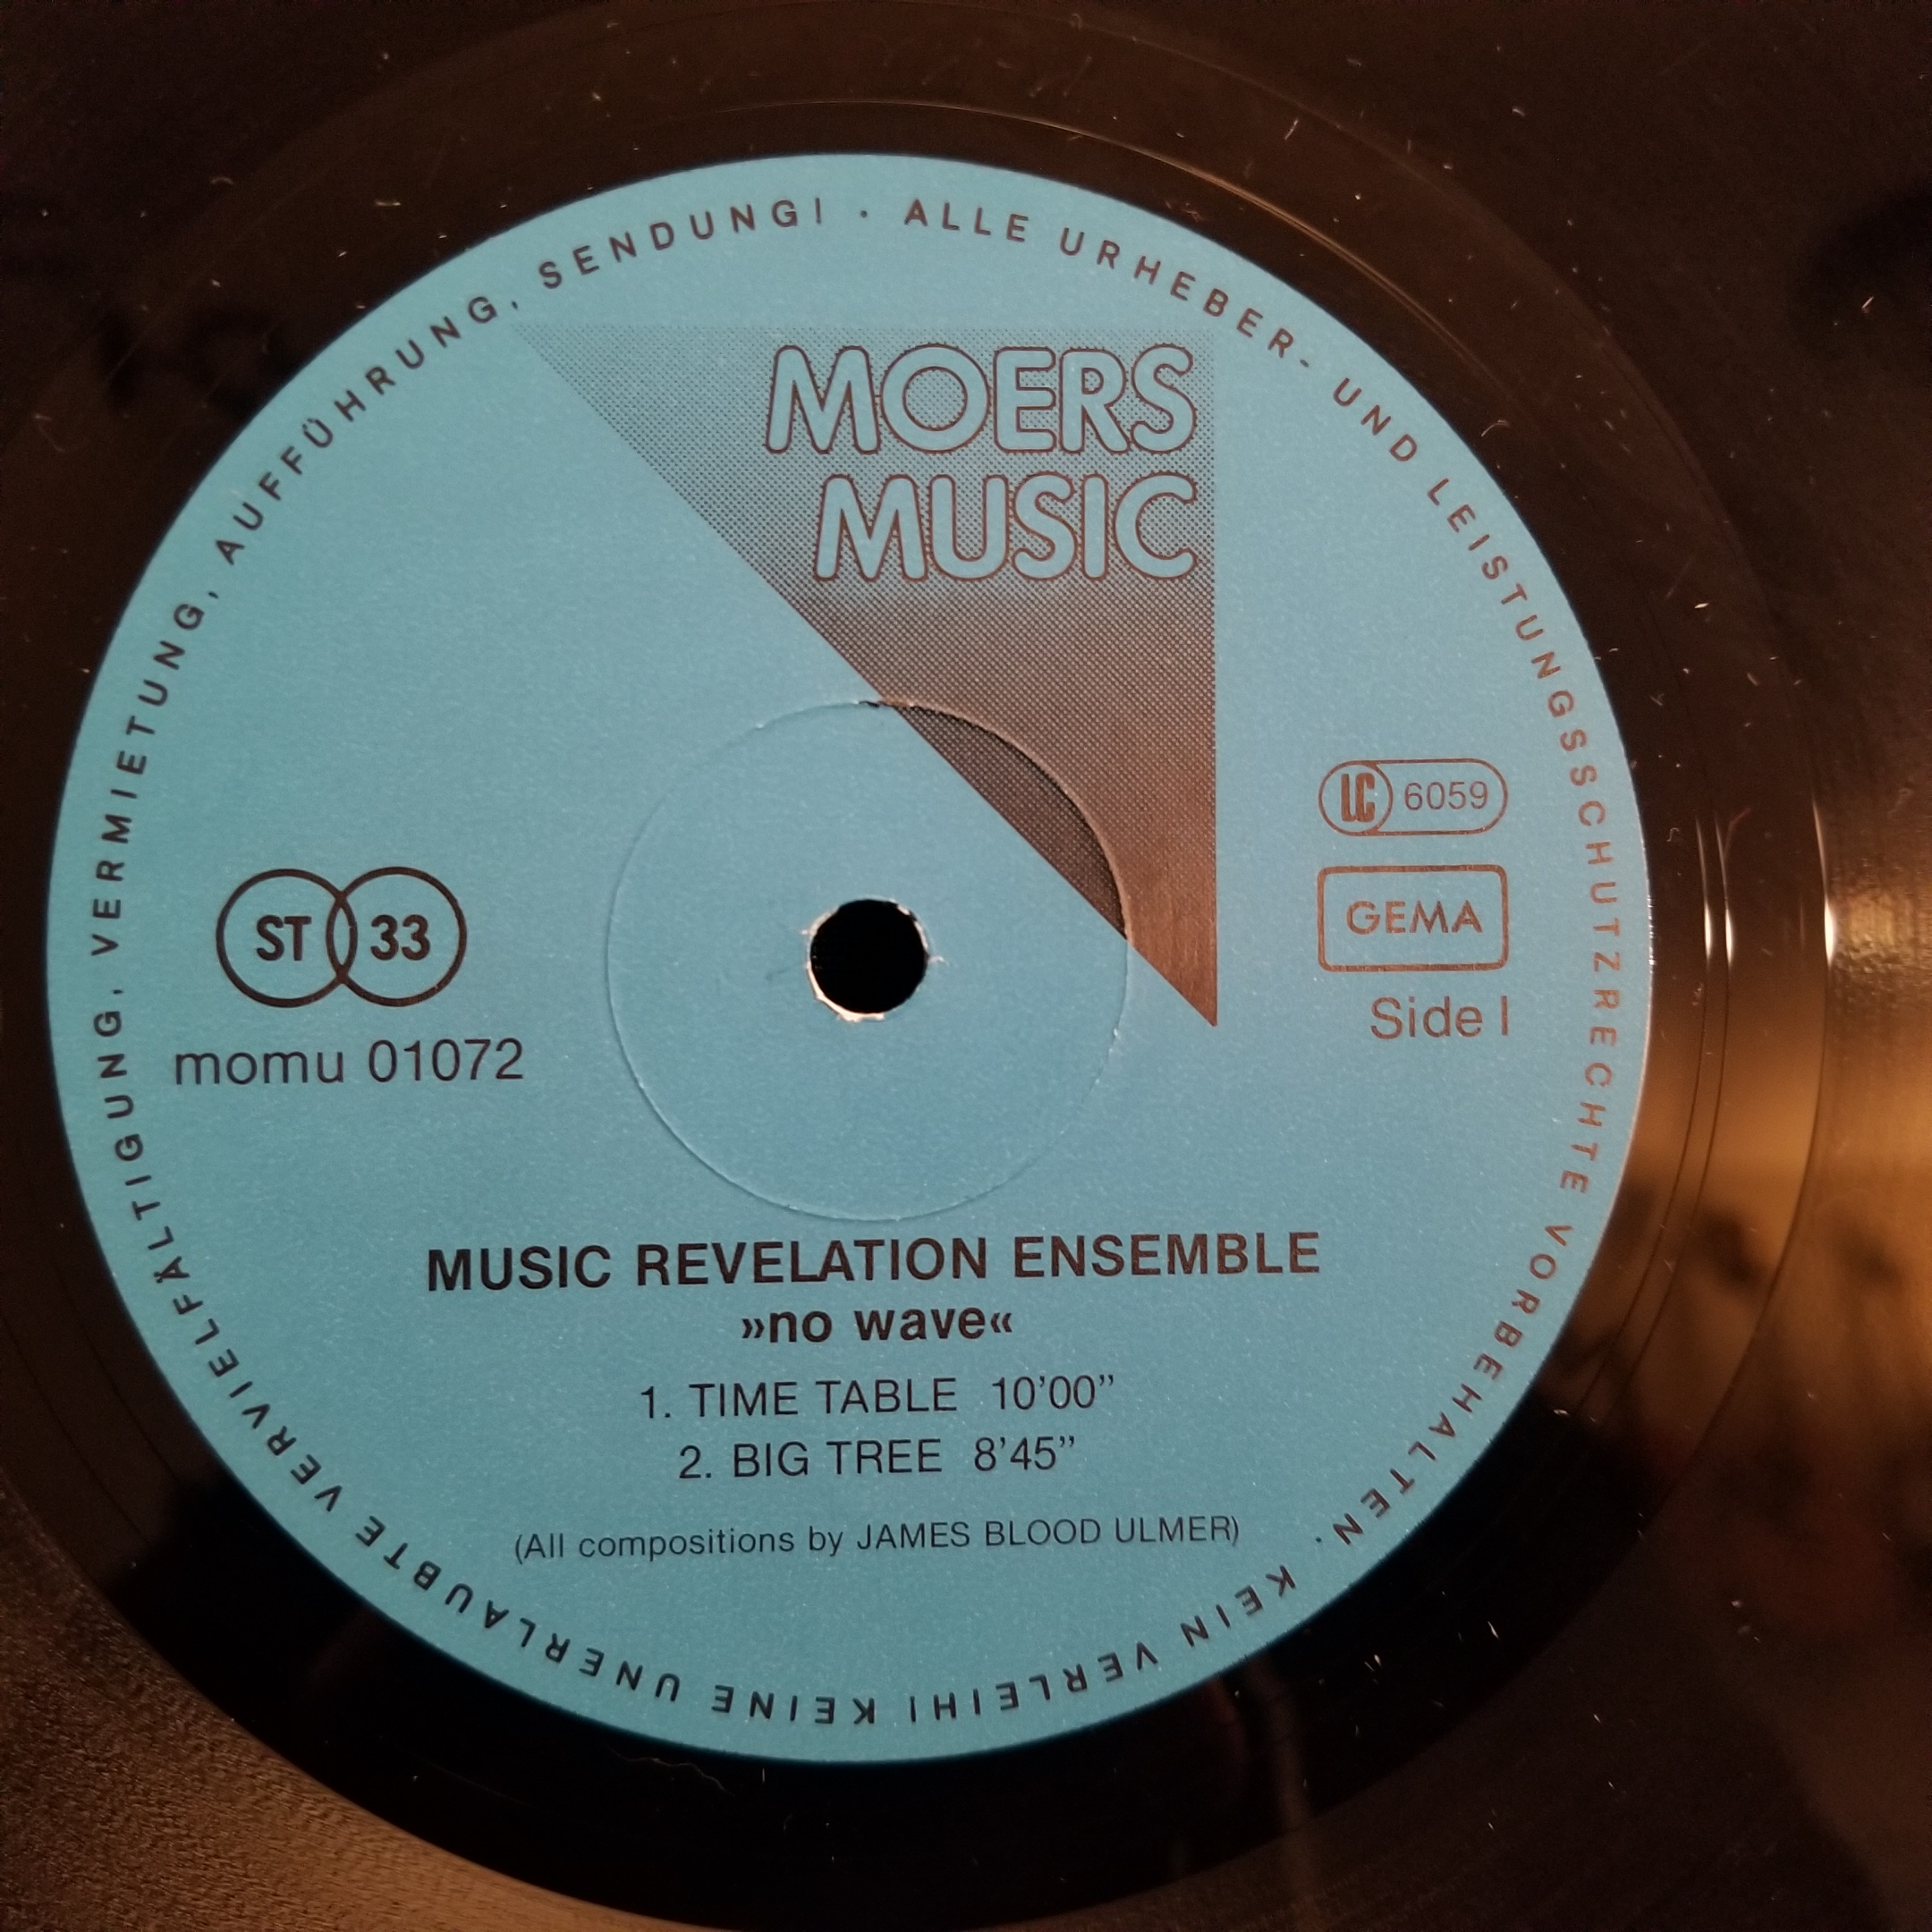 ALLE URHEBER- UND LEISTUNGSSCHUTZRECHTE VORBEHALTEN · KEIN VERLEIH! KEINE UNERLAUBTE VERVIELFÄLTIGUNG, VERMIETUNG, AUFFÜHRUNG, SENDUNG! ·
MOERS
MUSIC
LC 6059
GEMA
Side I
ST 33
momu 01072
MUSIC REVELATION ENSEMBLE
»no wave«
1. TIME TABLE 10’00”
2. BIG TREE 8’45”
(All compositions by JAMES BLOOD ULMER)